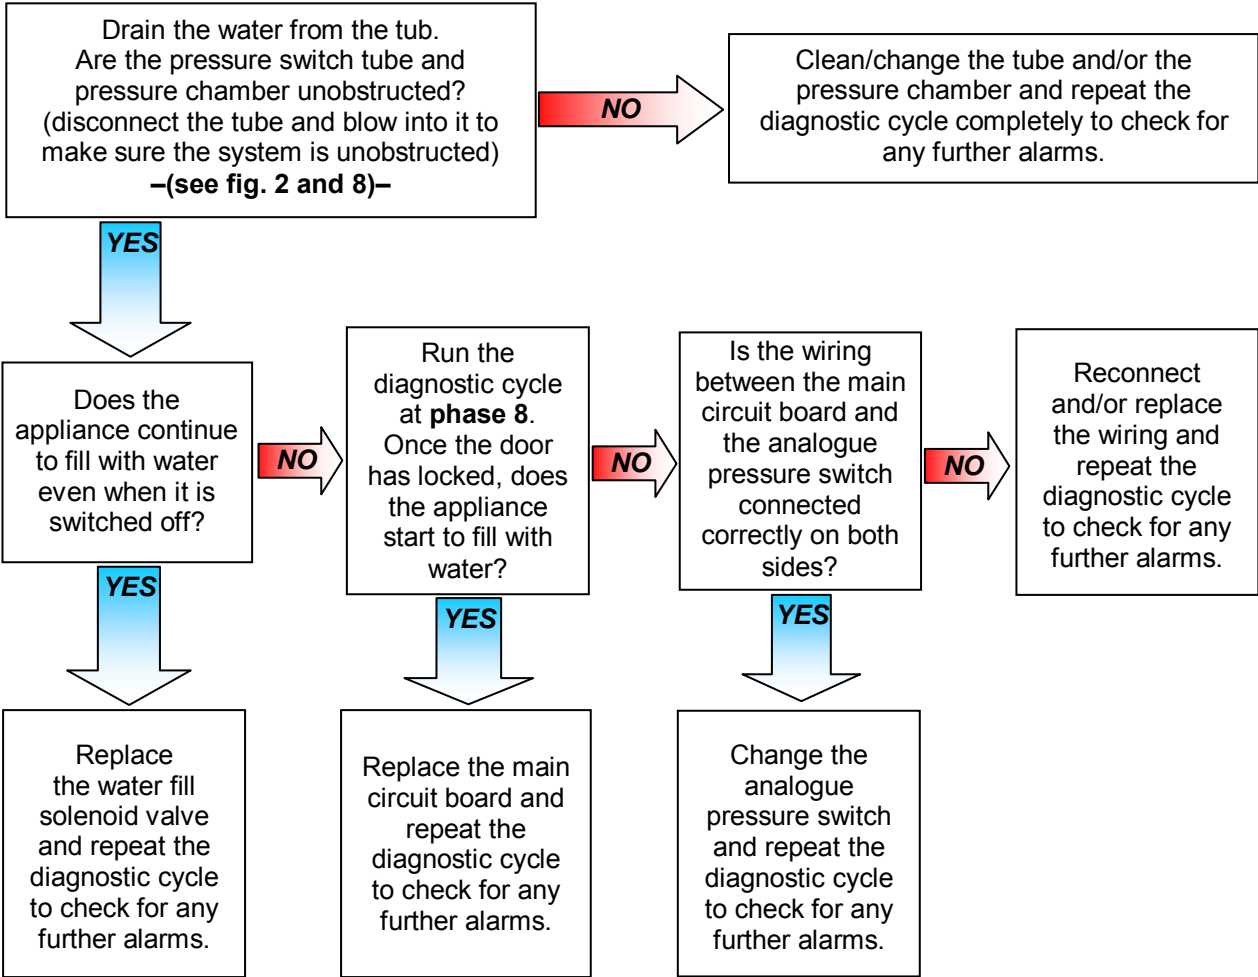 Drain the water from the tub.
Are the pressure switch tube and
pressure chamber unobstructed?
(disconnect the tube and blow into it to
make sure the system is unobstructed)
–(see fig. 2 and 8)–
NO
Clean/change the tube and/or the
pressure chamber and repeat the
diagnostic cycle completely to check for
any further alarms.
YES
Does the
appliance continue
to fill with water
even when it is
switched off?
NO
Run the
diagnostic cycle
at phase 8.
Once the door
has locked, does
the appliance
start to fill with
water?
NO
Is the wiring
between the main
circuit board and
the analogue
pressure switch
connected
correctly on both
sides?
NO
Reconnect
and/or replace
the wiring and
repeat the
diagnostic cycle
to check for any
further alarms.
YES
YES
YES
Replace
the water fill
solenoid valve
and repeat the
diagnostic cycle
to check for any
further alarms.
Replace the main
circuit board and
repeat the
diagnostic cycle
to check for any
further alarms.
Change the
analogue
pressure switch
and repeat the
diagnostic cycle
to check for any
further alarms.